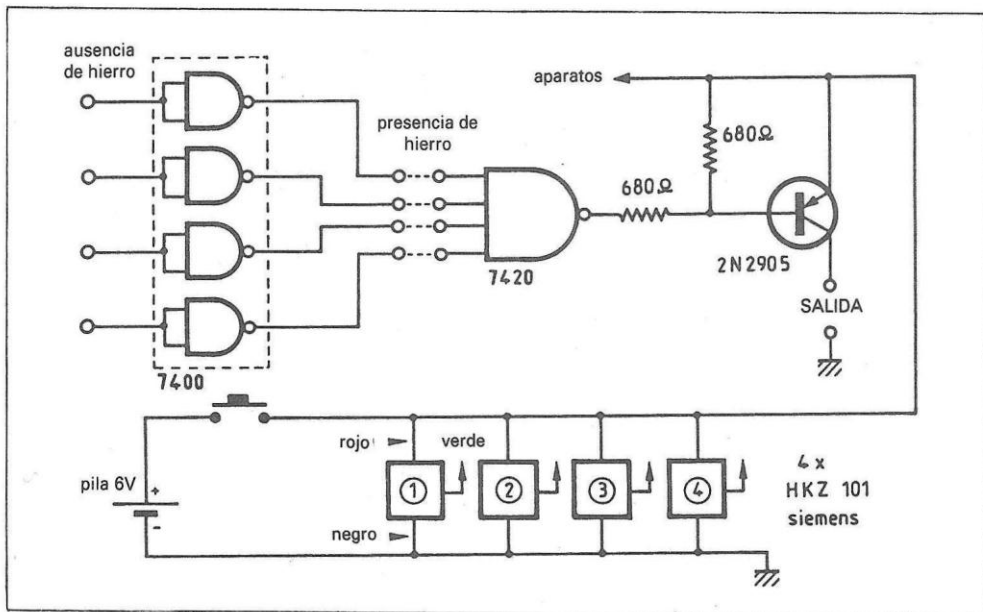 ausencia
de hierro
7400
presencia de
hierro
7420
aparatos
680Ω
680Ω
2N2905
SALIDA
pila 6V
+
-
rojo
negro
verde
1
2
3
4
4 x
HKZ 101
siemens